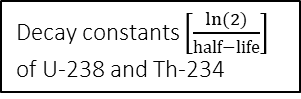 Decay constants [ln(2)/half−life]
of U-238 and Th-234